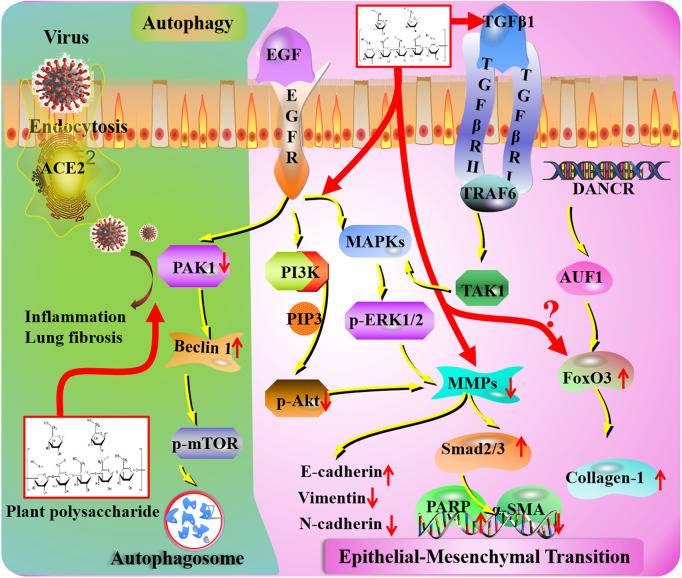 Autophagy
Virus
EGF
TGFβ1
EGFR
TGFβRII
TGFβRI
Endocytosis
ACE2
TRAF6
DANCR
PAK1
MAPKs
PI3K
TAK1
AUF1
Inflammation
Lung fibrosis
PIP3
p-ERK1/2
?
Beclin 1
MMPs
FoxO3
p-Akt
p-mTOR
Smad2/3
E-cadherin
Collagen-1
Vimentin
PARP
α-SMA
N-cadherin
Plant polysaccharide
Autophagosome
Epithelial-Mesenchymal Transition